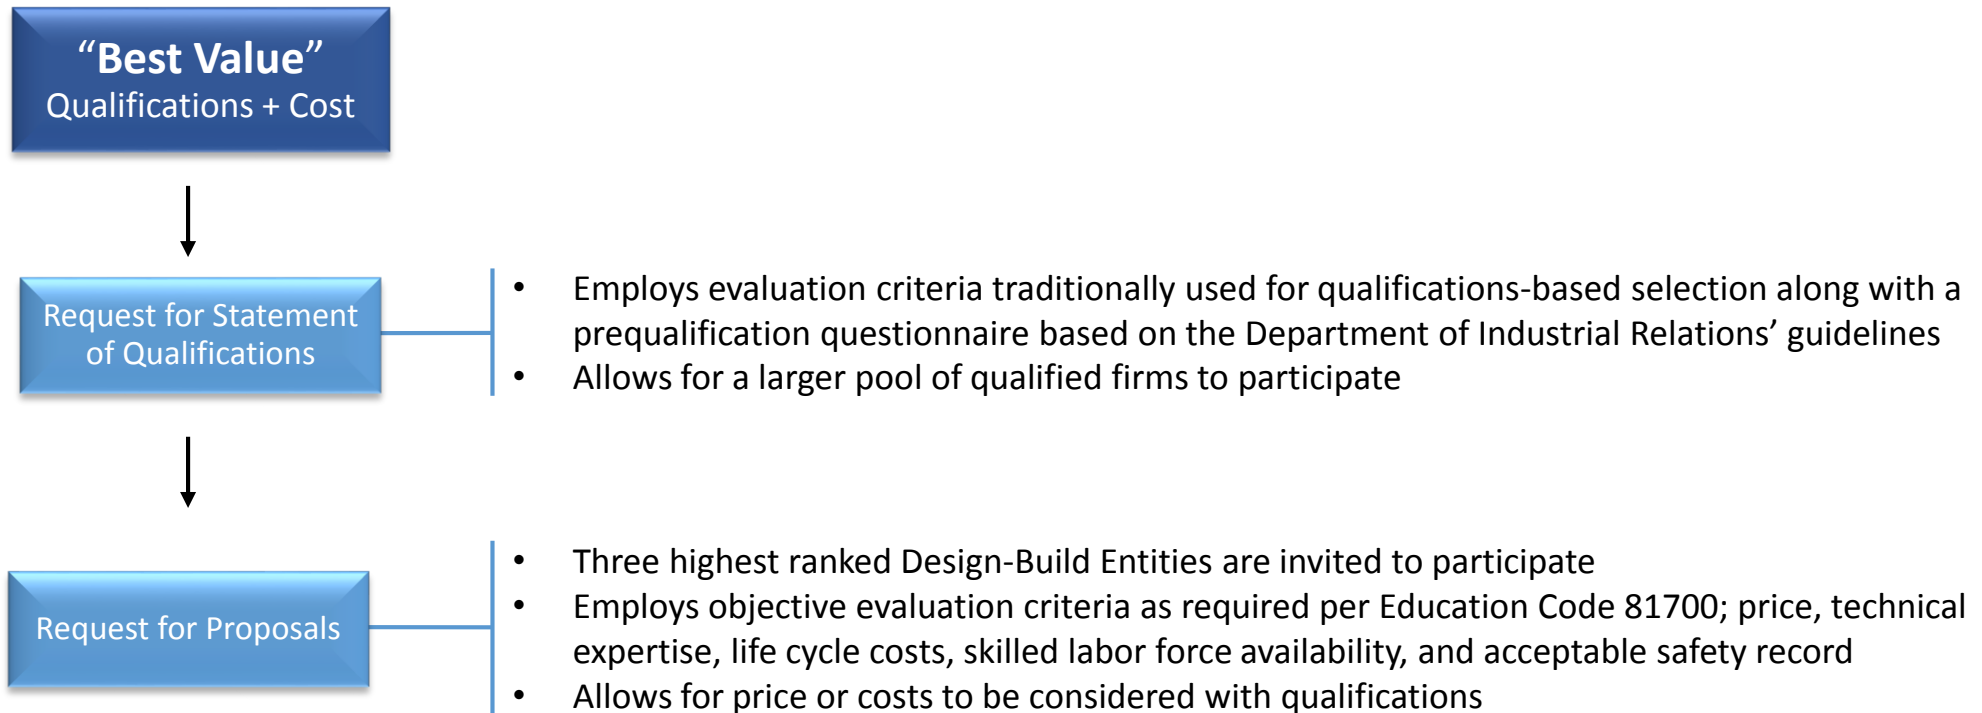 “Best Value”
Qualifications + Cost
Request for Statement
of Qualifications
• Employs evaluation criteria traditionally used for qualifications-based selection along with a
prequalification questionnaire based on the Department of Industrial Relations’ guidelines
• Allows for a larger pool of qualified firms to participate
Request for Proposals
• Three highest ranked Design-Build Entities are invited to participate
• Employs objective evaluation criteria as required per Education Code 81700; price, technical
expertise, life cycle costs, skilled labor force availability, and acceptable safety record
• Allows for price or costs to be considered with qualifications